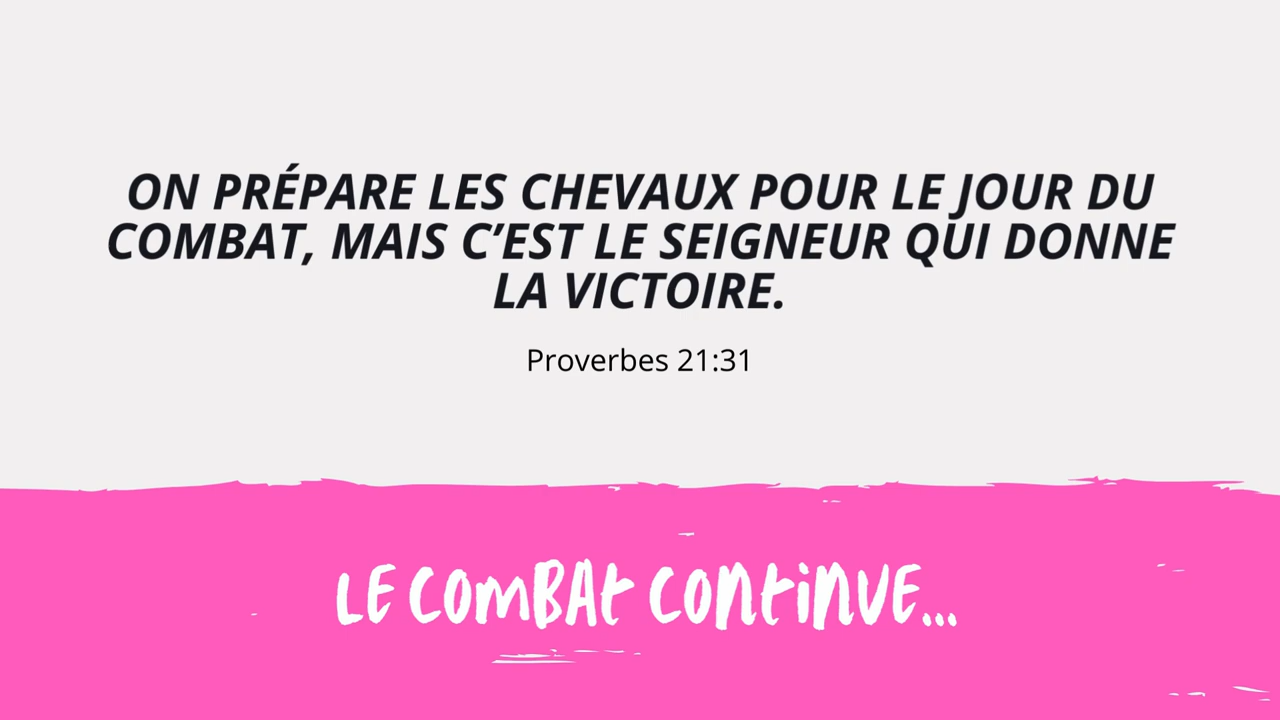 ON PRÉPARE LES CHEVAUX POUR LE JOUR DU
COMBAT, MAIS C’EST LE SEIGNEUR QUI DONNE
LA VICTOIRE.
Proverbes 21:31
LE COMBAT CONTINUE...